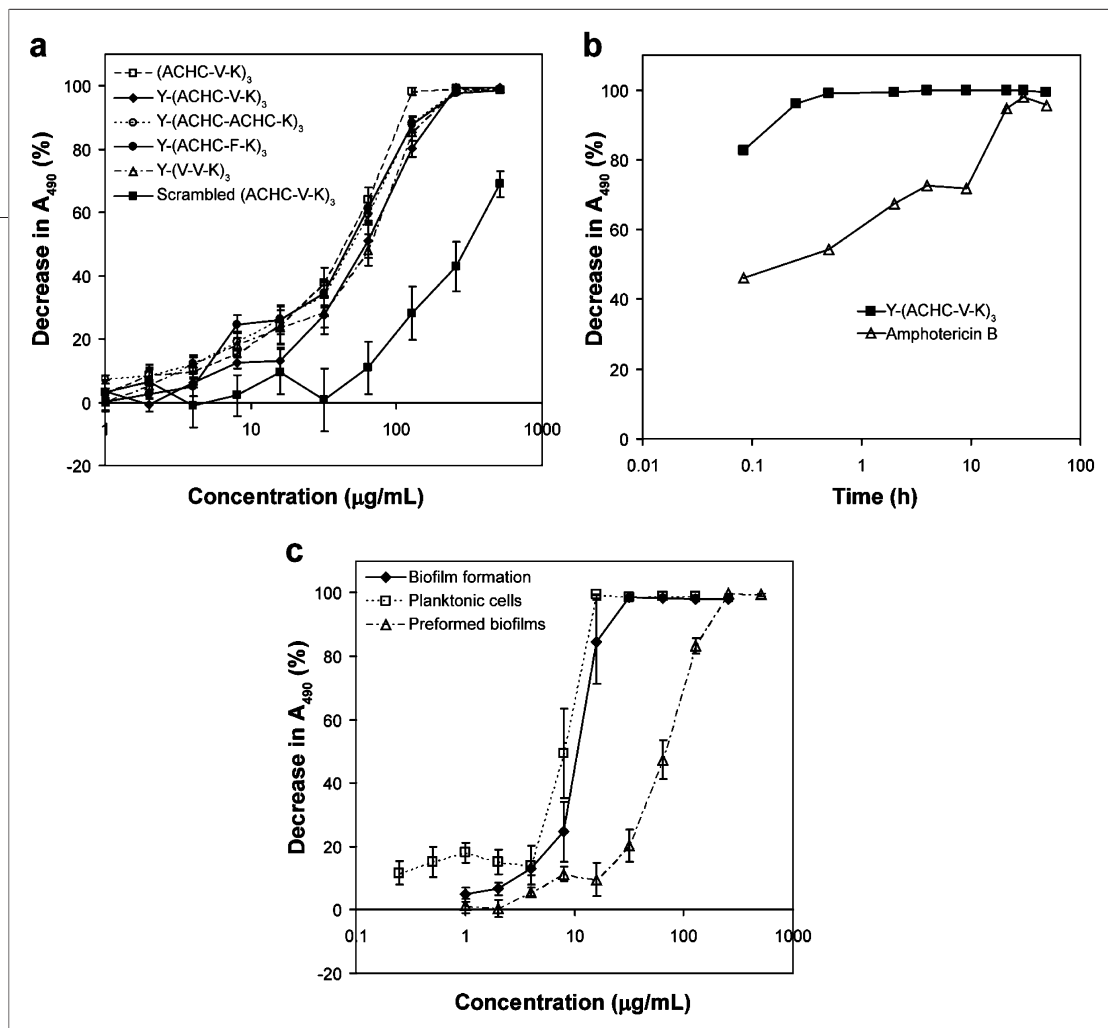 a
(ACHC-V-K)₃
Y-(ACHC-V-K)₃
Y-(ACHC-ACHC-K)₃
Y-(ACHC-F-K)₃
Y-(V-V-K)₃
Scrambled (ACHC-V-K)₃
Decrease in A₄₉₀ (%)
100
80
60
40
20
0
-20
1
10
100
1000
Concentration (μg/mL)
b
Decrease in A₄₉₀ (%)
100
80
60
40
20
0
Y-(ACHC-V-K)₃
Amphotericin B
0.01
0.1
1
10
100
Time (h)
c
Biofilm formation
Planktonic cells
Preformed biofilms
Decrease in A₄₉₀ (%)
100
80
60
40
20
0
-20
0.1
1
10
100
1000
Concentration (μg/mL)